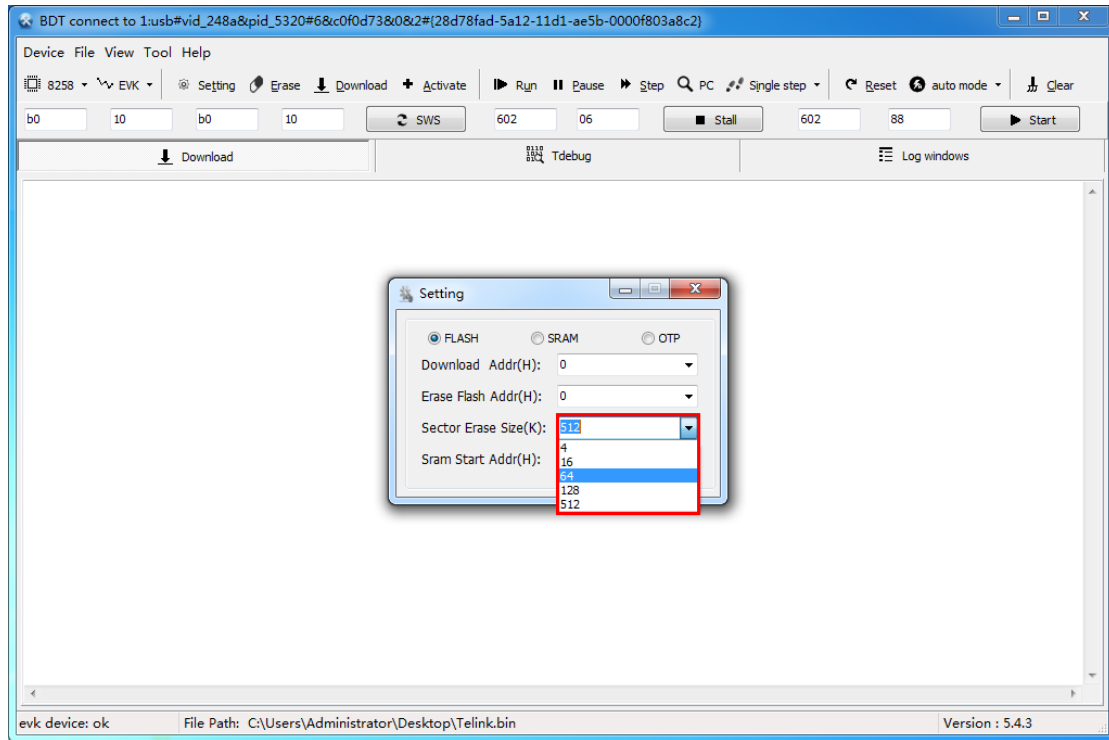 BDT connect to 1:usb#vid_248a&pid_5320#6&c0f0d73&0&2#{28d78fad-5a12-11d1-ae5b-0000f803a8c2}
Device File View Tool Help
8258 EVK Setting Erase Download Activate Run Pause Step PC Single step Reset auto mode Clear
b0 10 b0 10 SWS 602 06 Stall 602 88 Start
Download Tdebug Log windows
Setting
FLASH SRAM OTP
Download Addr(H): 0
Erase Flash Addr(H): 0
Sector Erase Size(K): 512
4
Sram Start Addr(H): 16
64
128
512
evk device: ok File Path: C:\Users\Administrator\Desktop\Telink.bin Version : 5.4.3